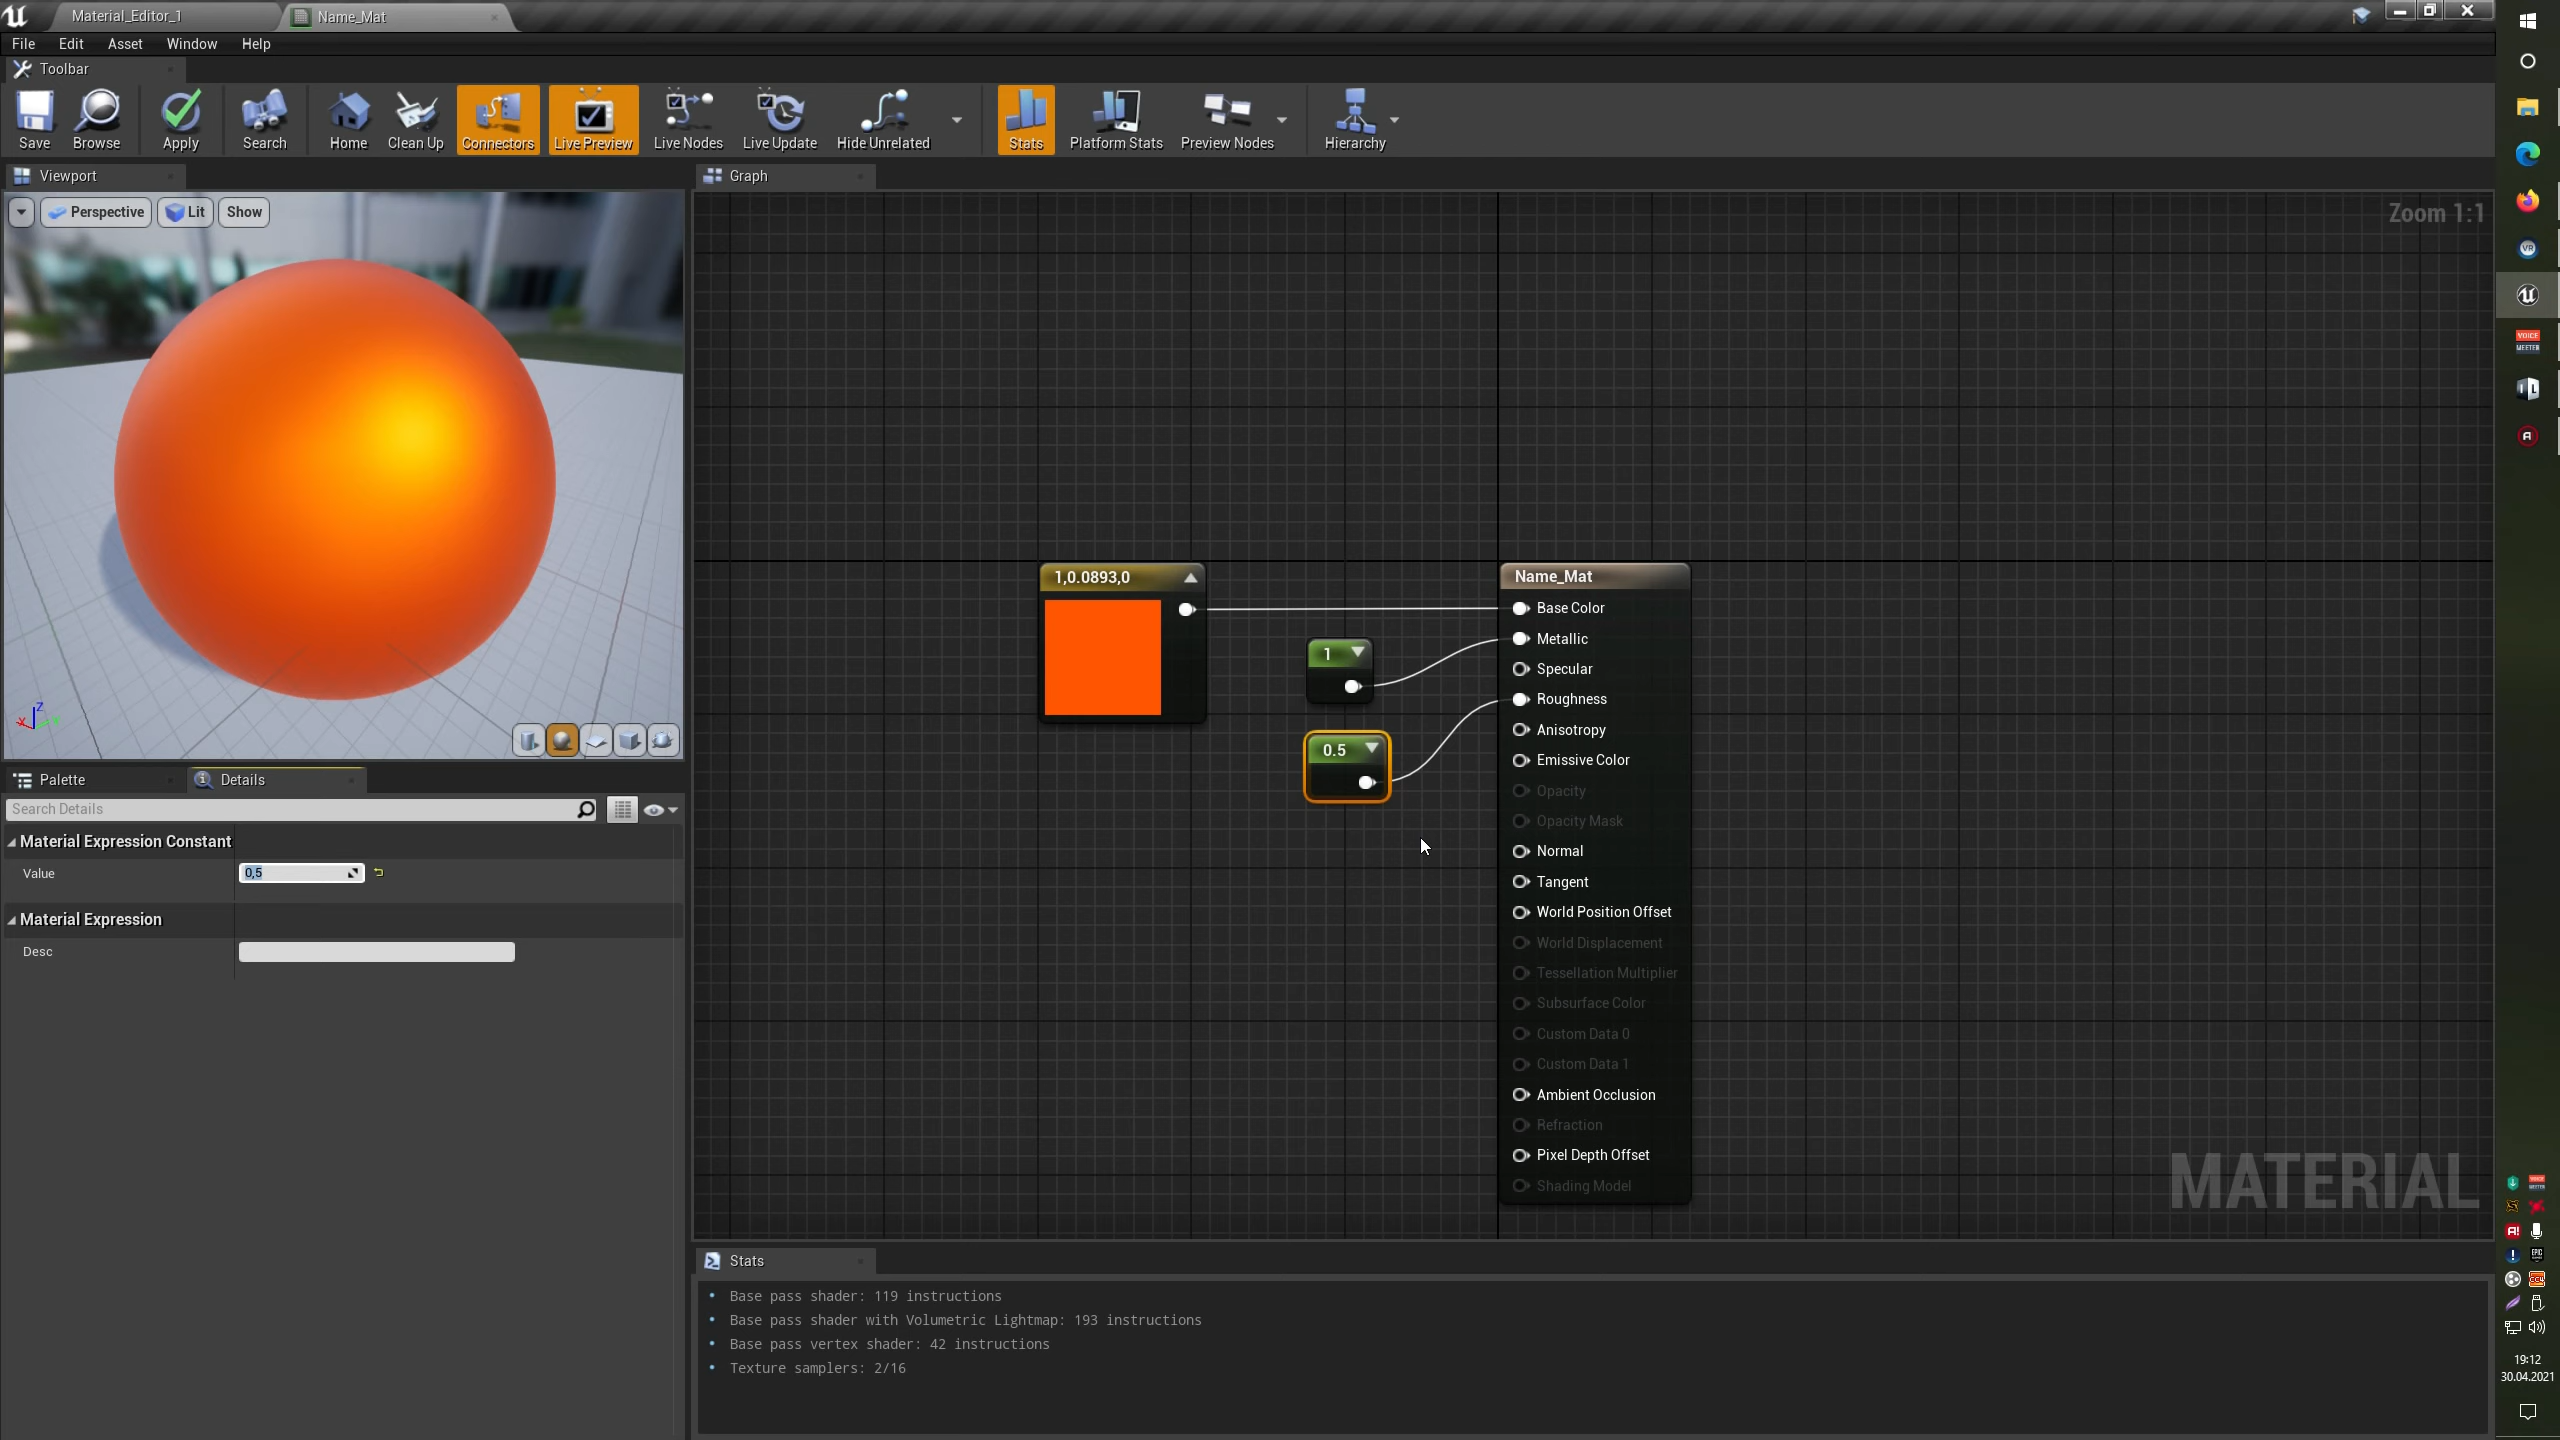 Material_Editor_1
Name_Mat
File Edit Asset Window Help
Toolbar
Save Browse Apply Search Home Clean Up Connectors Live Preview Live Nodes Live Update Hide Unrelated Stats Platform Stats Preview Nodes Hierarchy
Viewport
Perspective Lit Show
X Z Y
Palette
Details
Search Details
Material Expression Constant
Value 0,5
Material Expression
Desc
Graph
Zoom 1:1
1,0.0893,0
1
0.5
Name_Mat
Base Color
Metallic
Specular
Roughness
Anisotropy
Emissive Color
Opacity
Opacity Mask
Normal
Tangent
World Position Offset
World Displacement
Tessellation Multiplier
Subsurface Color
Custom Data 0
Custom Data 1
Ambient Occlusion
Refraction
Pixel Depth Offset
Shading Model
MATERIAL
Stats
Base pass shader: 119 instructions
Base pass shader with Volumetric Lightmap: 193 instructions
Base pass vertex shader: 42 instructions
Texture samplers: 2/16
VR
VOICE
MEETER
19:12
30.04.2021